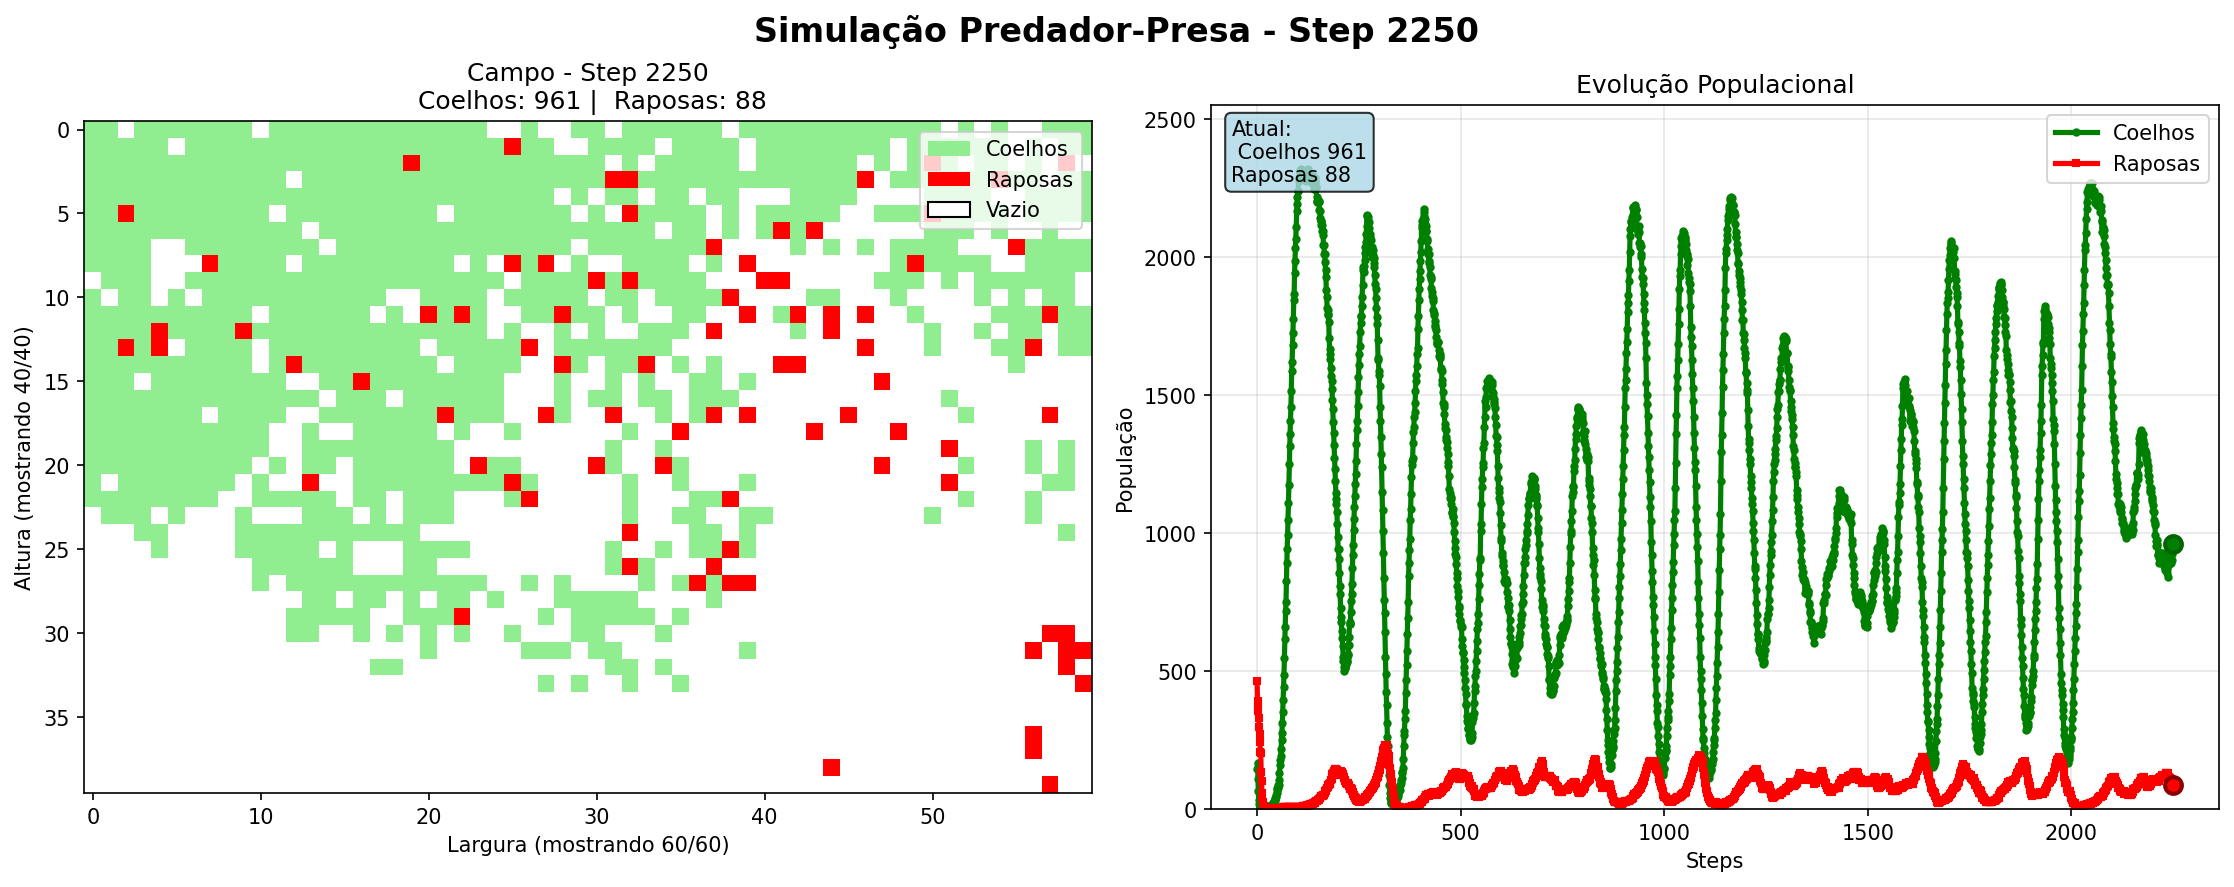 Simulação Predador-Presa - Step 2250
Campo - Step 2250
Coelhos: 961 |  Raposas: 88
0
5
10
15
20
25
30
35
Altura (mostrando 40/40)
0
10
20
30
40
50
Largura (mostrando 60/60)
Coelhos
Raposas
Vazio
Evolução Populacional
Atual:
Coelhos 961
Raposas 88
Coelhos
Raposas
2500
2000
1500
1000
500
0
População
0
500
1000
1500
2000
Steps